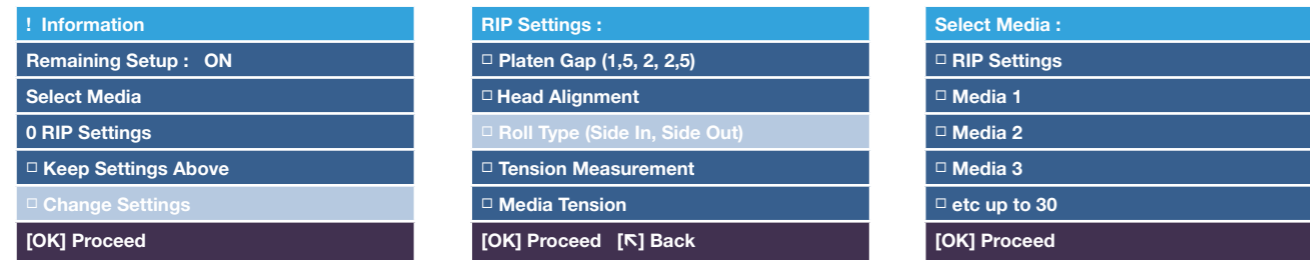 ! Information
Remaining Setup :   ON
Select Media
0 RIP Settings
□ Keep Settings Above
□ Change Settings
[OK] Proceed
RIP Settings :
□ Platen Gap (1,5, 2, 2,5)
□ Head Alignment
□ Roll Type (Side In, Side Out)
□ Tension Measurement
□ Media Tension
[OK] Proceed   [↸] Back
Select Media :
□ RIP Settings
□ Media 1
□ Media 2
□ Media 3
□ etc up to 30
[OK] Proceed